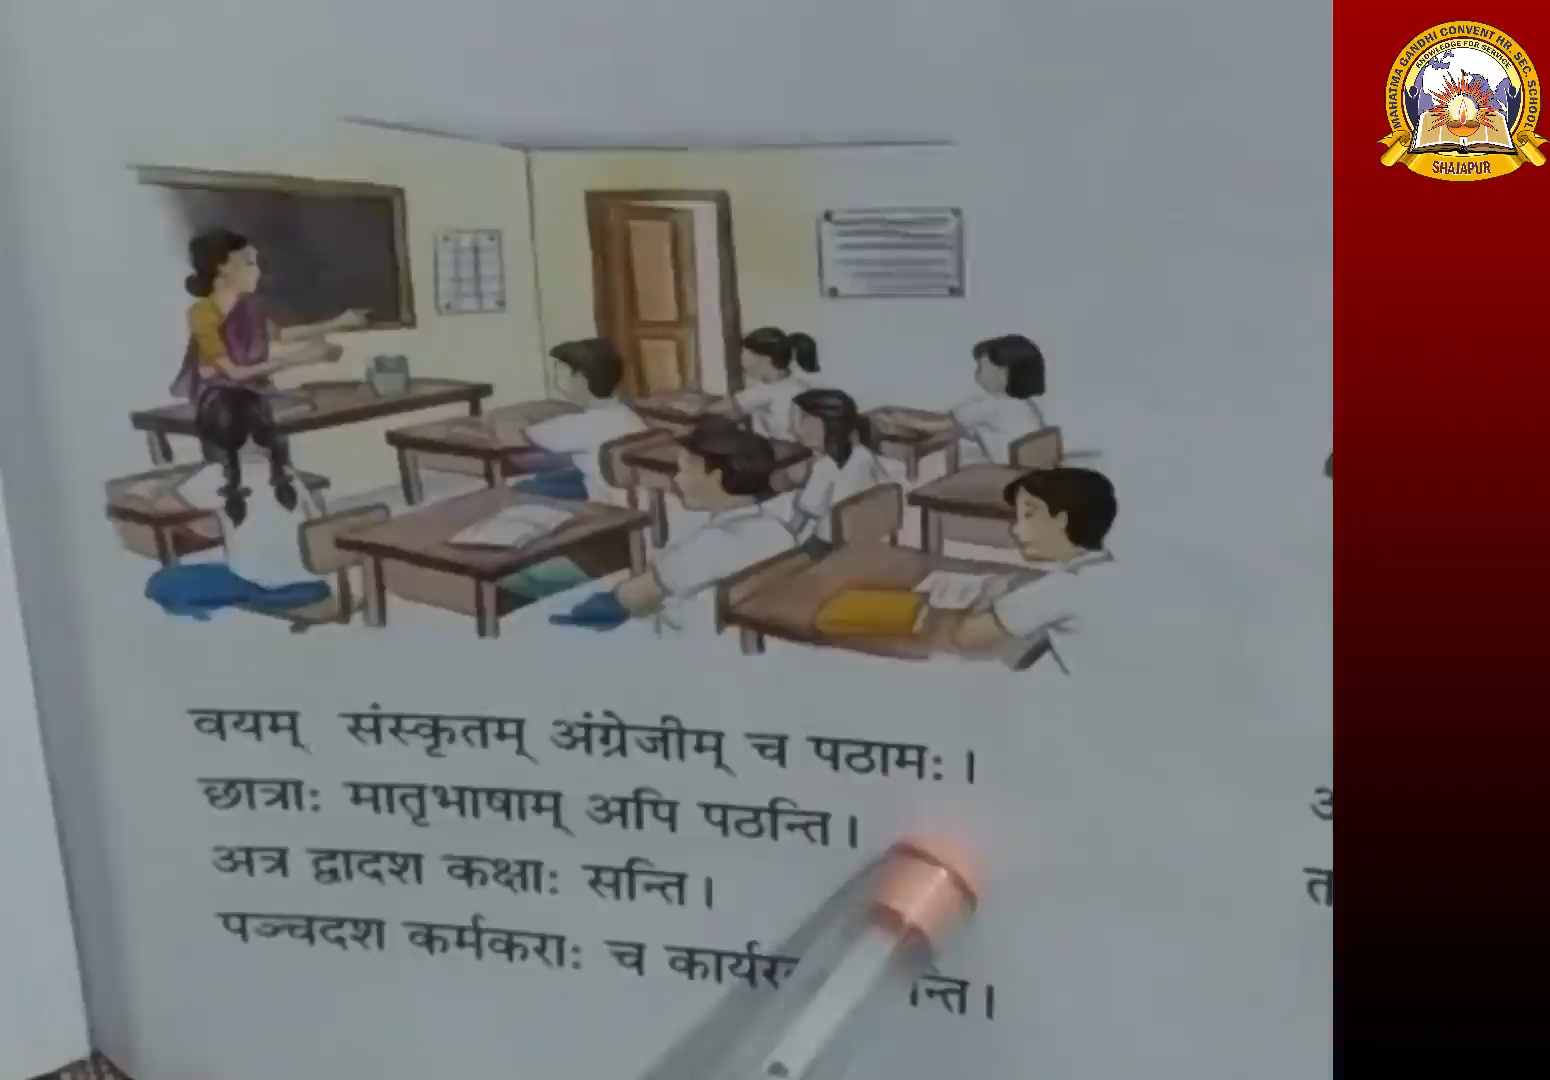 MAHATMA GANDHI CONVENT HR. SEC. SCHOOL
KNOWLEDGE FOR SERVICE
SHAJAPUR
वयम् संस्कृतम् अंग्रेजीम् च पठामः।
छात्राः मातृभाषाम् अपि पठन्ति।
अत्र द्वादश कक्षाः सन्ति।
पञ्चदश कर्मकराः च